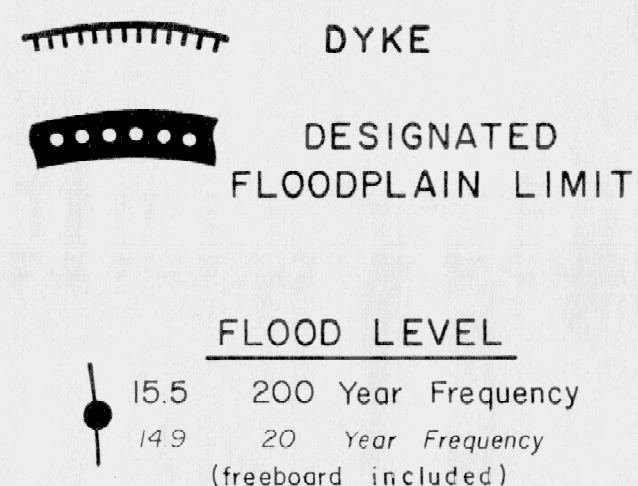 DYKE
DESIGNATED
FLOODPLAIN LIMIT
FLOOD LEVEL
15.5 200 Year Frequency
14.9 20 Year Frequency
(freeboard included)